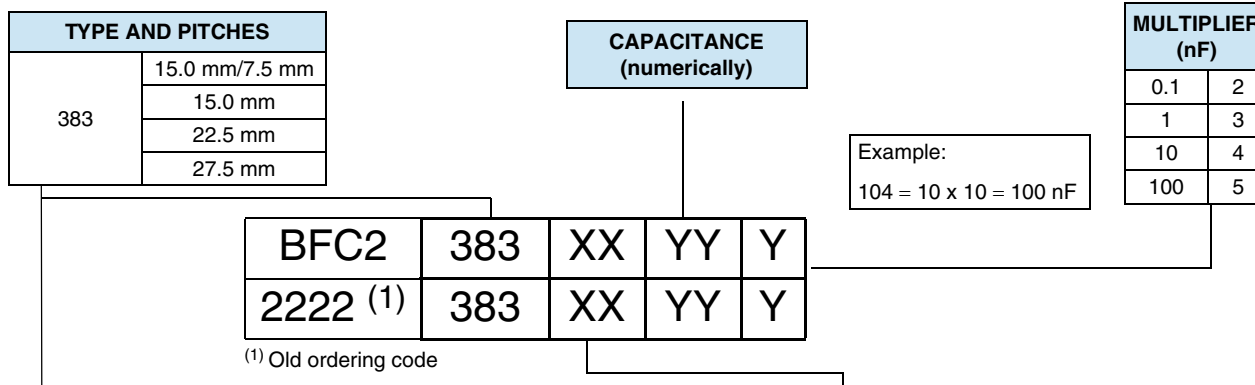 TYPE AND PITCHES
383
15.0 mm/7.5 mm
15.0 mm
22.5 mm
27.5 mm
CAPACITANCE
(numerically)
MULTIPLIER
(nF)
0.1 2
1 3
10 4
100 5
Example:
104 = 10 x 10 = 100 nF
BFC2 383 XX YY Y
2222 (1) 383 XX YY Y
(1) Old ordering code